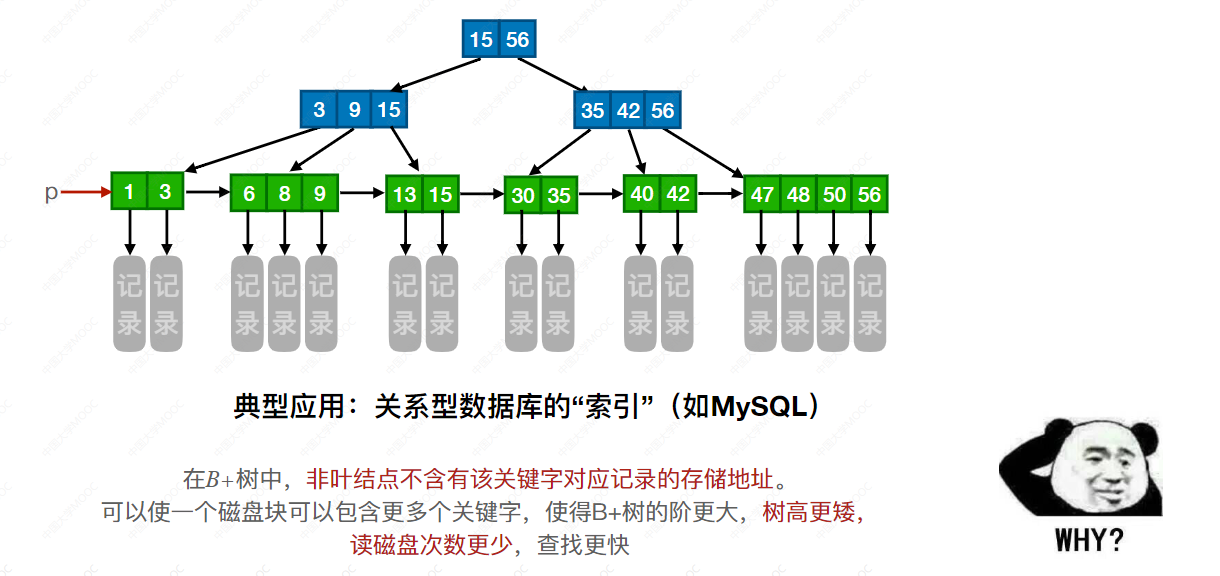 15 56
3 9 15 35 42 56
p 1 3 6 8 9 13 15 30 35 40 42 47 48 50 56
记录 记录 记录 记录 记录 记录 记录 记录 记录 记录 记录 记录 记录 记录 记录
典型应用：关系型数据库的“索引”（如MySQL）
在B+树中，非叶结点不含有该关键字对应记录的存储地址。
可以使一个磁盘块可以包含更多个关键字，使得B+树的阶更大，树高更矮，
读磁盘次数更少，查找更快
WHY?